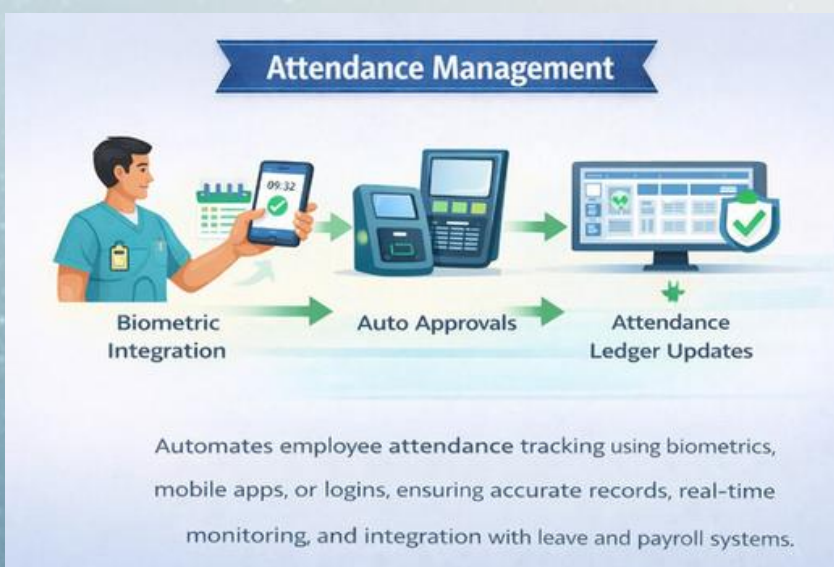 Attendance Management
09:32
Biometric
Integration
Auto Approvals
Attendance
Ledger Updates
Automates employee attendance tracking using biometrics,
mobile apps, or logins, ensuring accurate records, real-time
monitoring, and integration with leave and payroll systems.